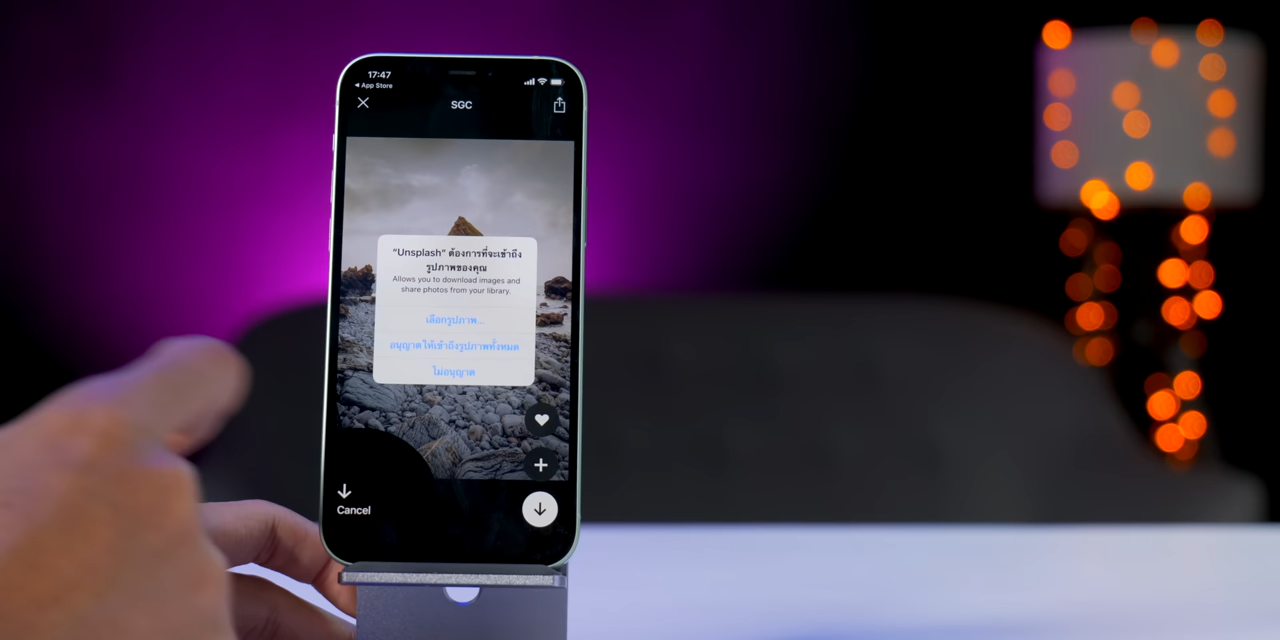 17:47
◀ App Store
SGC
“Unsplash” ต้องการที่จะเข้าถึง
รูปภาพของคุณ
Allows you to download images and
share photos from your library.
เลือกรูปภาพ...
อนุญาตให้เข้าถึงรูปภาพทั้งหมด
ไม่อนุญาต
Cancel